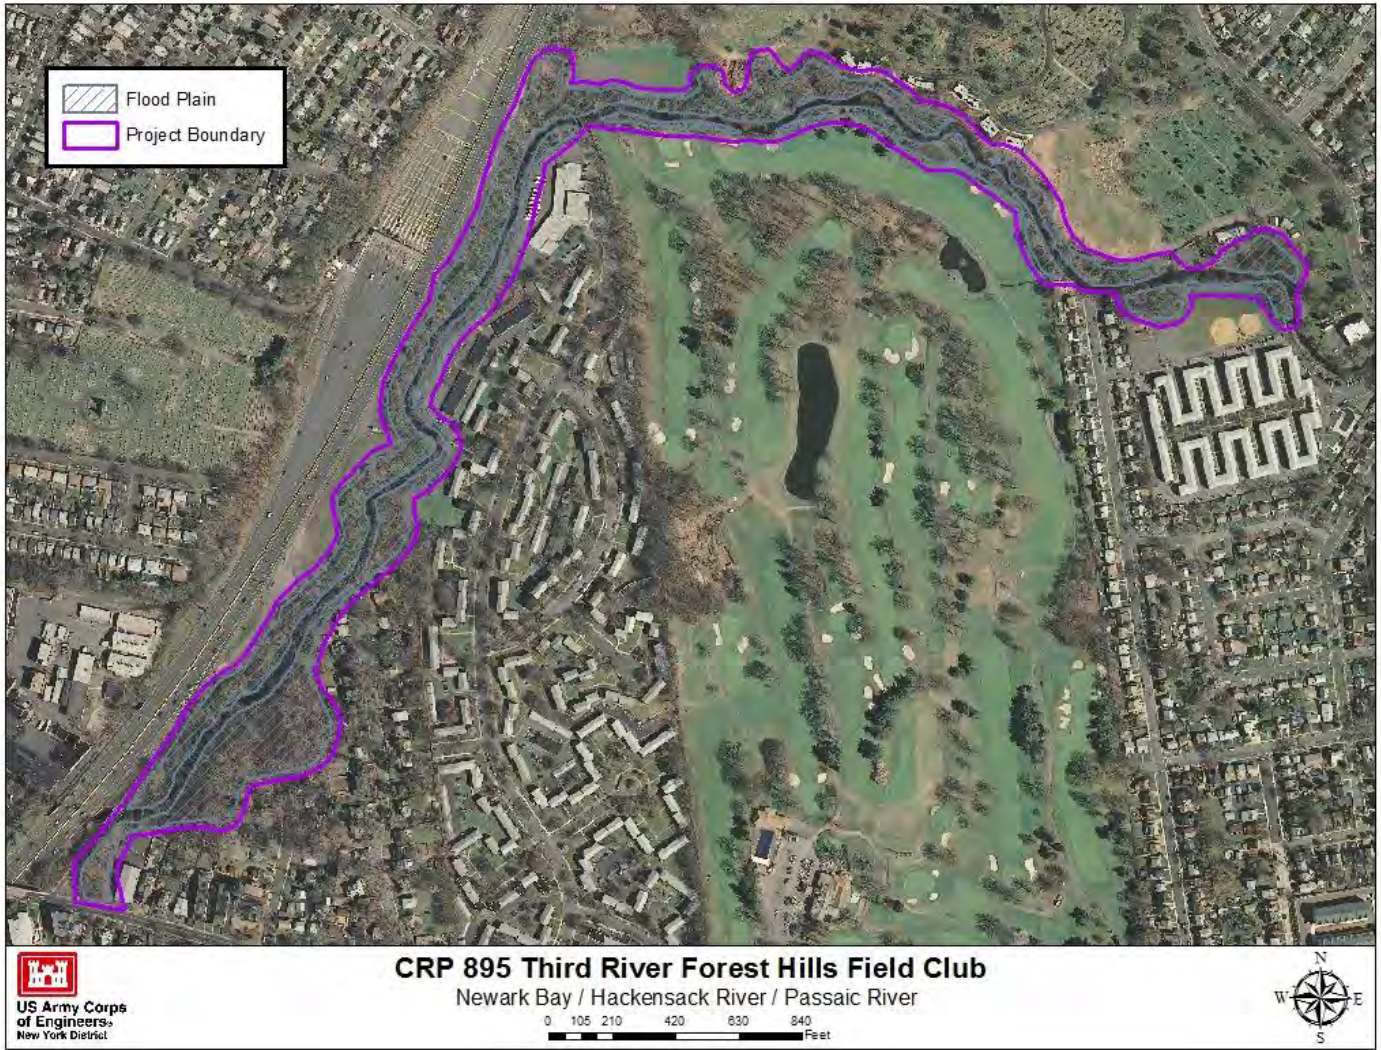 Flood Plain
Project Boundary
CRP 895 Third River Forest Hills Field Club
Newark Bay / Hackensack River / Passaic River
0 105 210 420 630 840
Feet
US Army Corps
of Engineers®
New York District
N
W E
S